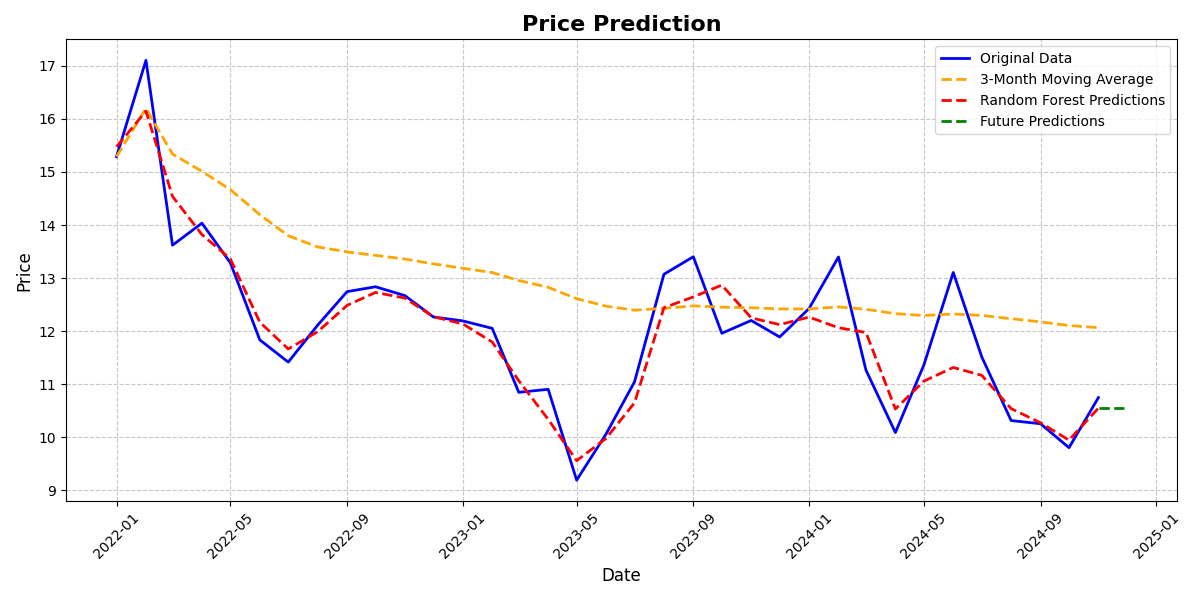 Price Prediction
Original Data
3-Month Moving Average
Random Forest Predictions
Future Predictions
Price
17
16
15
14
13
12
11
10
9
2022-01
2022-05
2022-09
2023-01
2023-05
2023-09
2024-01
2024-05
2024-09
2025-01
Date